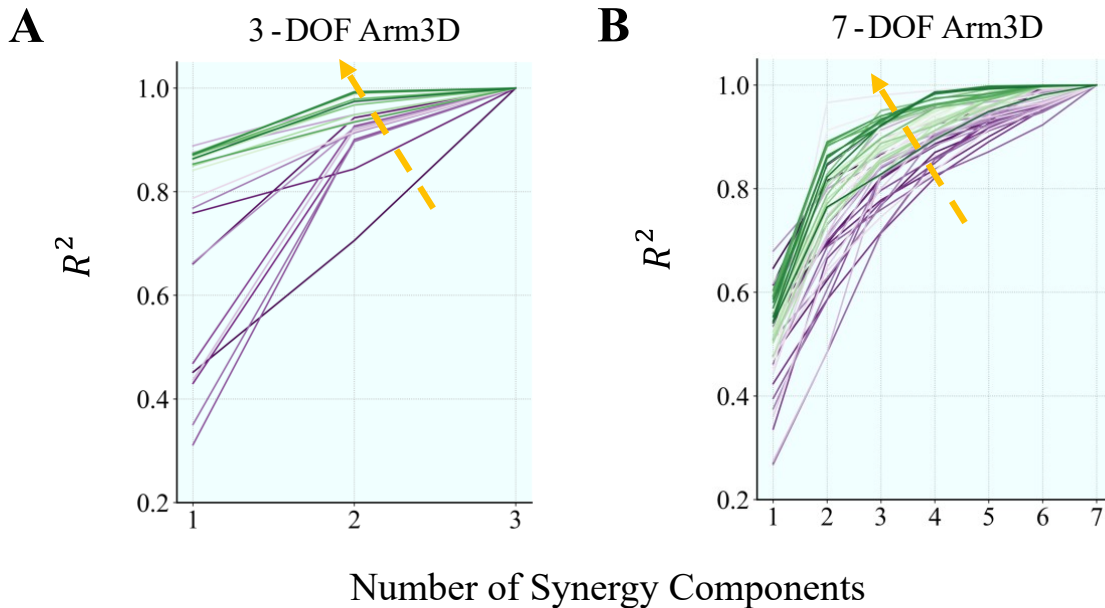 A
3-DOF Arm3D
B
7-DOF Arm3D
R²
1.0
0.8
0.6
0.4
0.2
1 2 3
R²
1.0
0.8
0.6
0.4
0.2
1 2 3 4 5 6 7
Number of Synergy Components